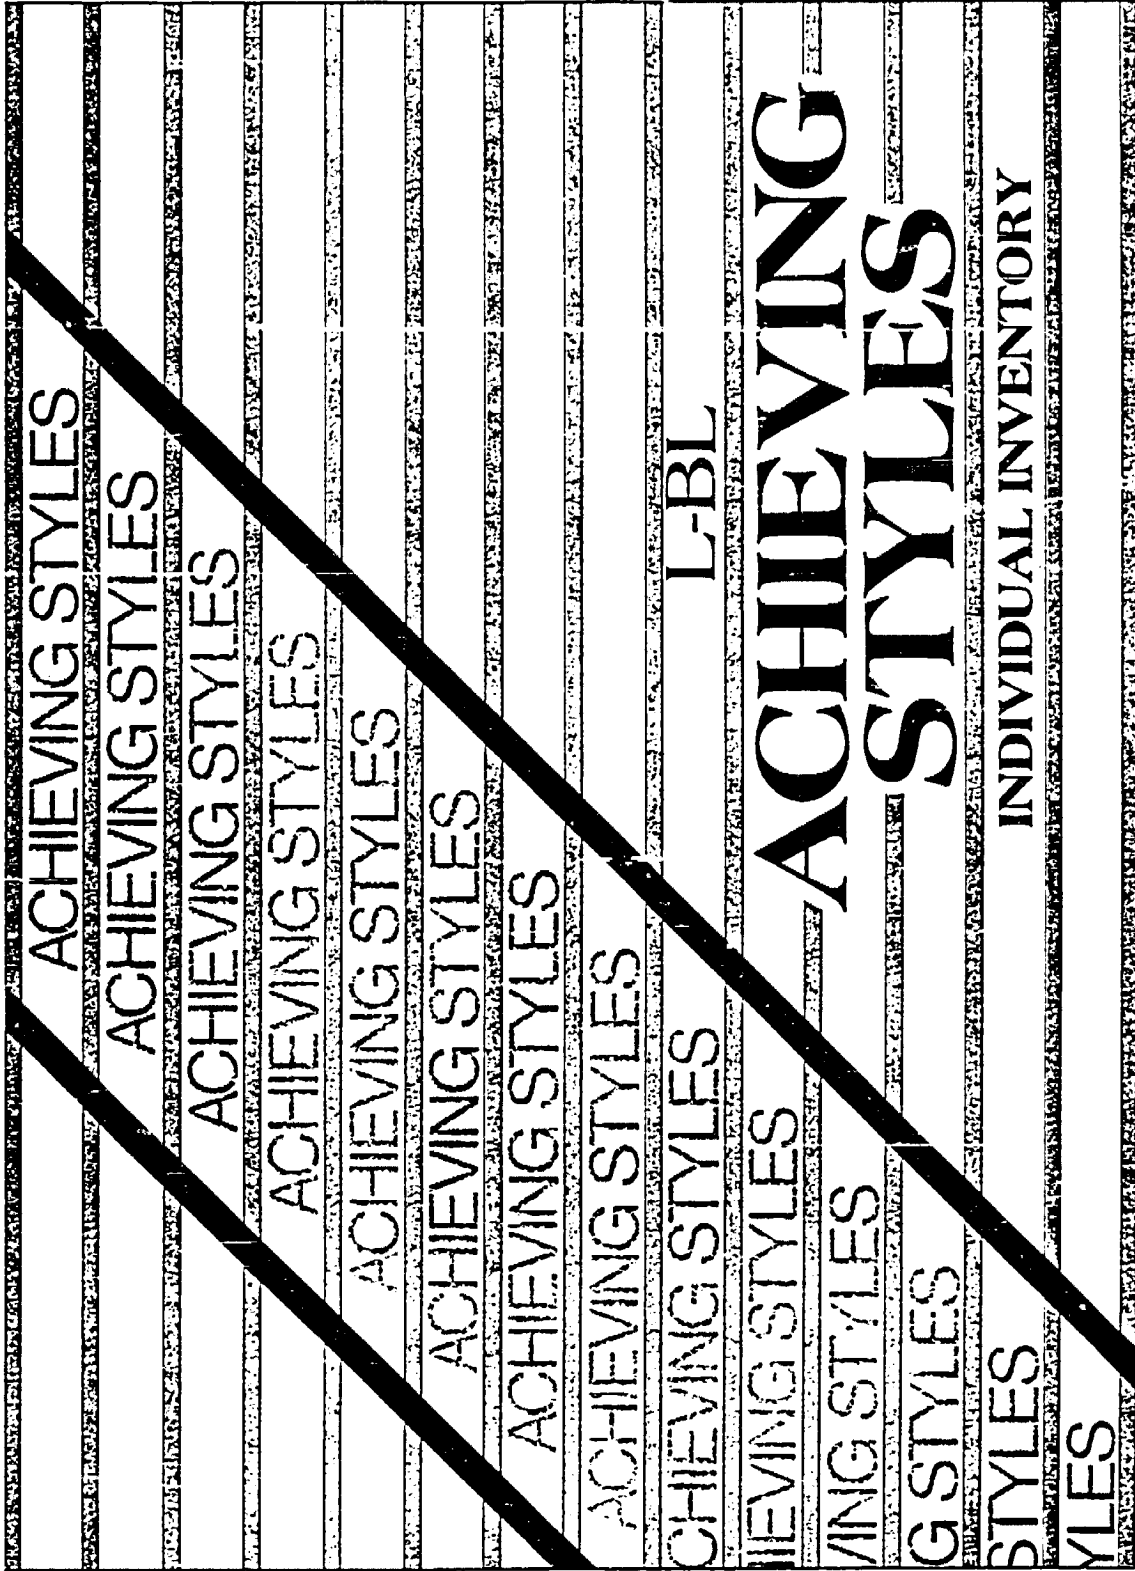 ACHIEVING STYLES
ACHIEVING STYLES
ACHIEVING STYLES
ACHIEVING STYLES
ACHIEVING STYLES
ACHIEVING STYLES
ACHIEVING STYLES
ACHIEVING STYLES
CHIEVING STYLES
IEVING STYLES
VING STYLES
G STYLES
STYLES
YLES
L-BL
ACHIEVING
STYLES
INDIVIDUAL INVENTORY